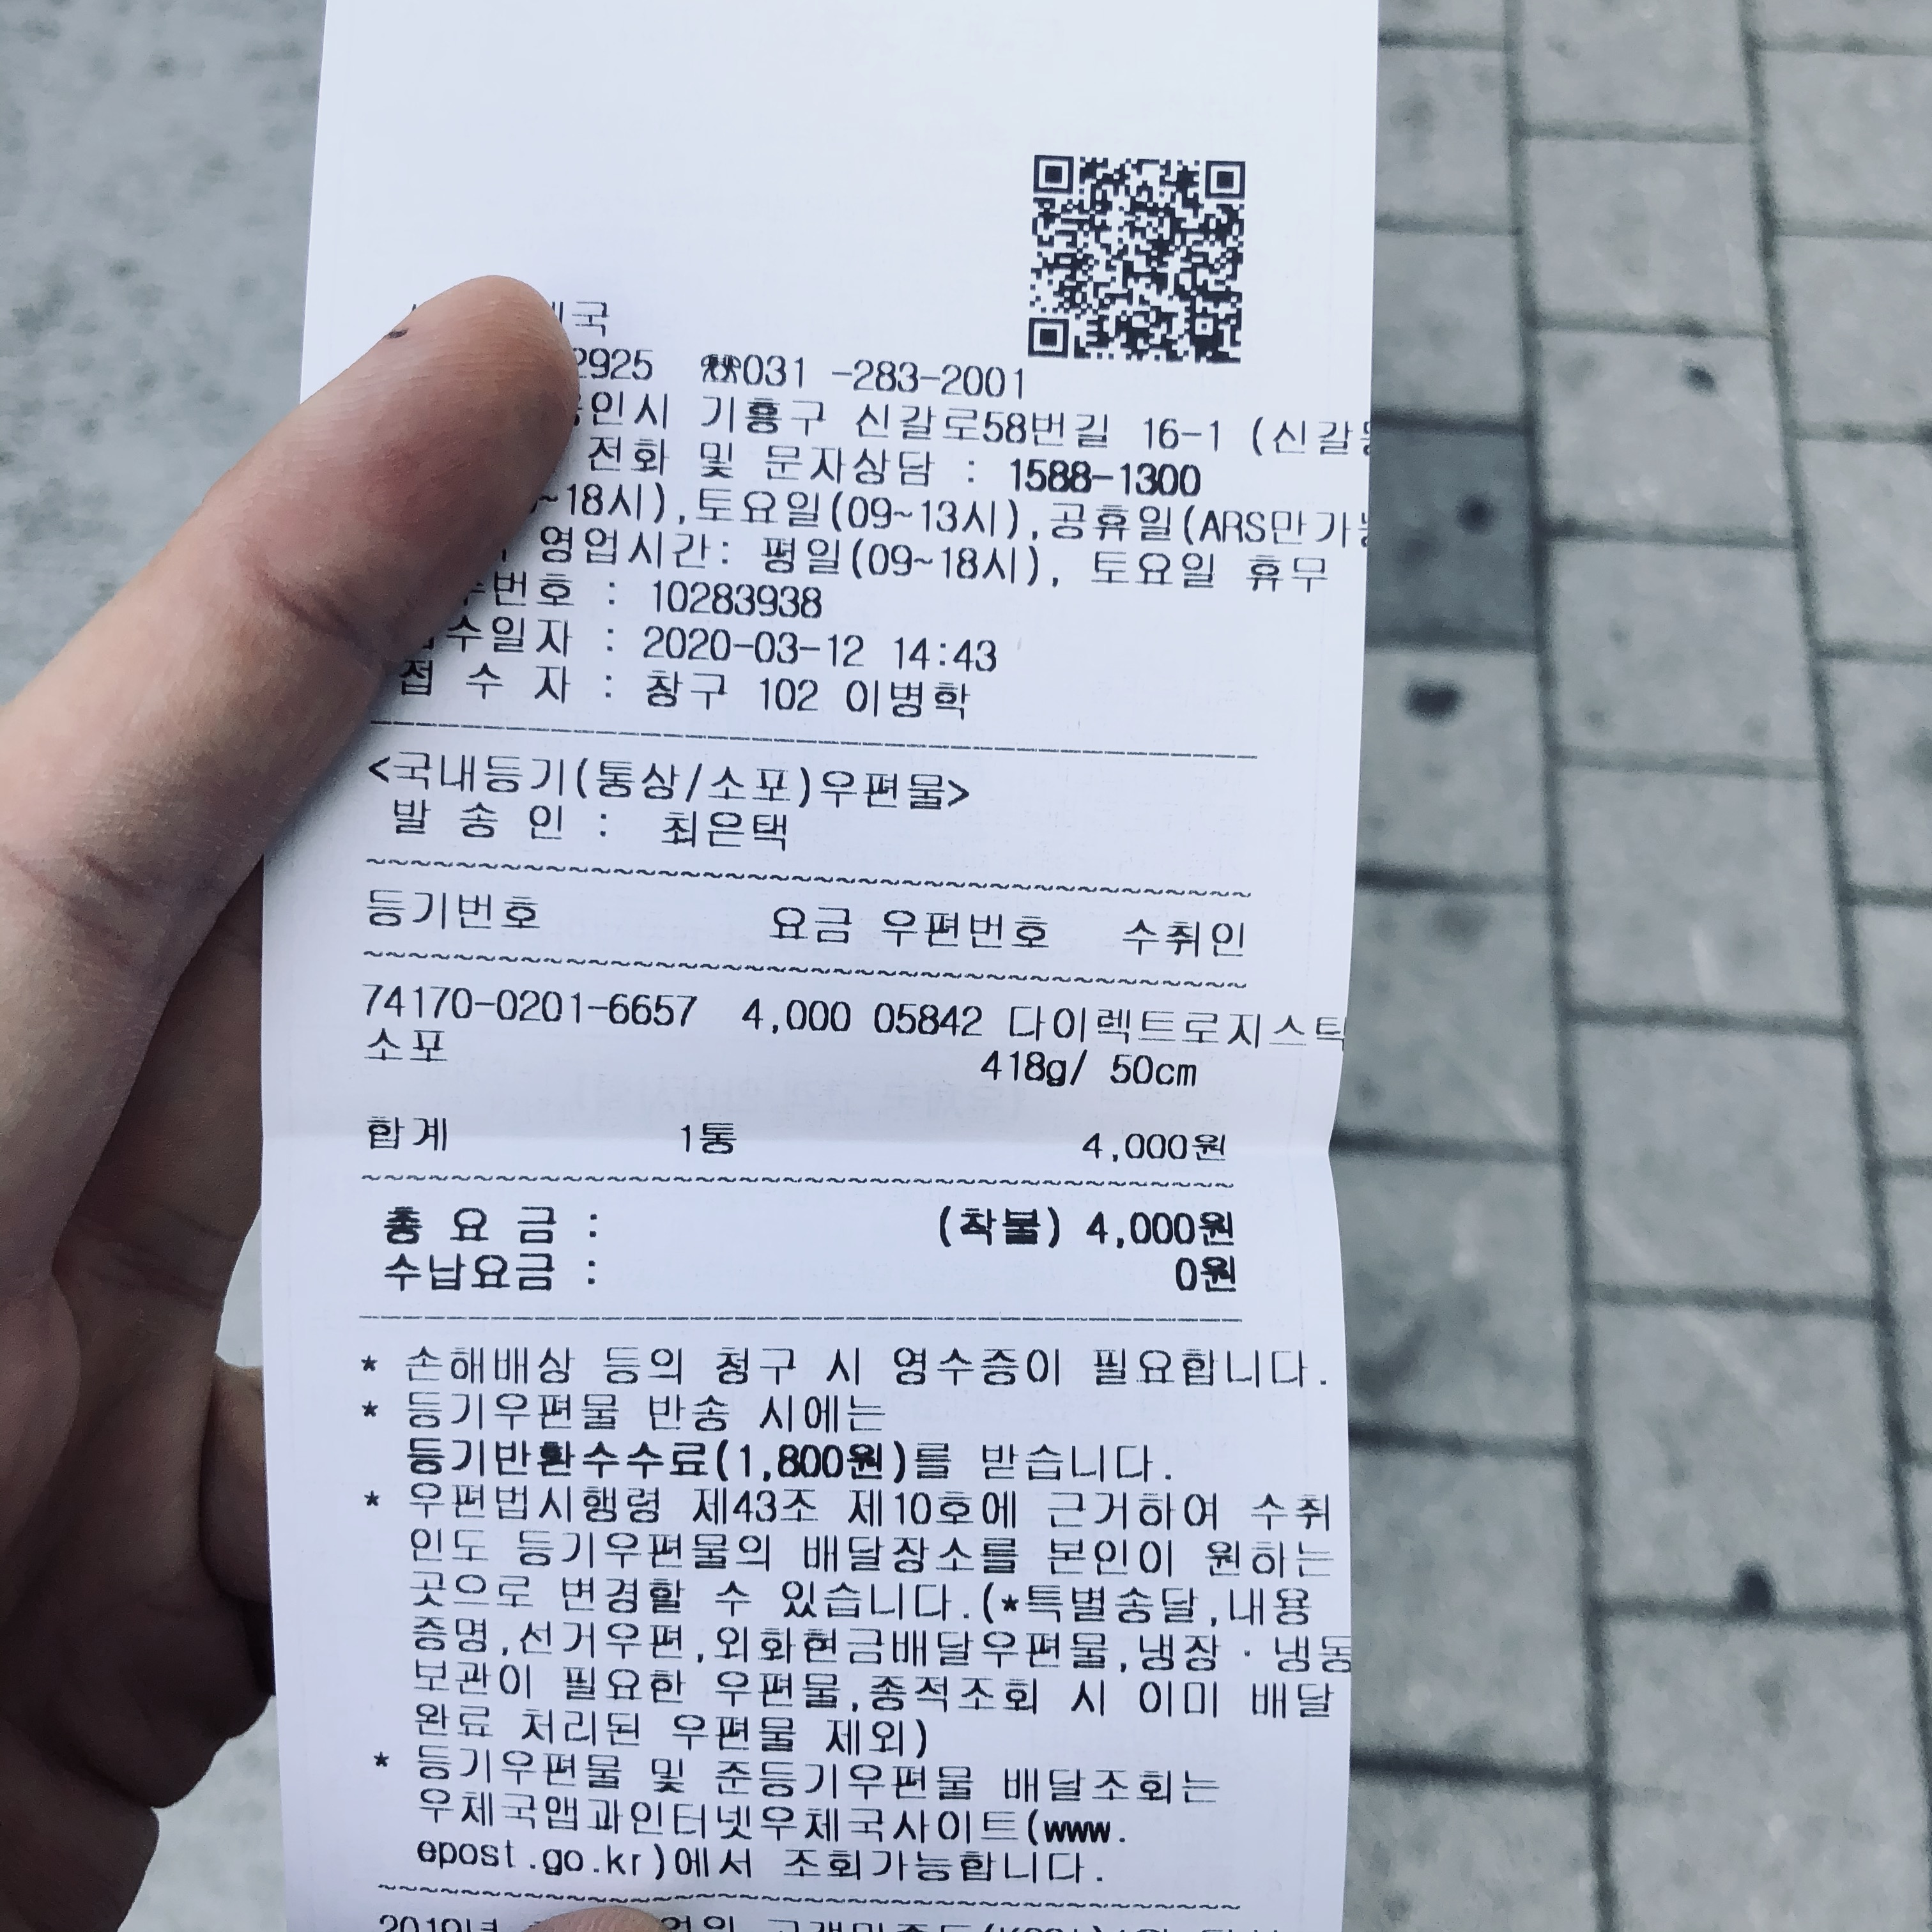 국
2925 ☎031 -283-2001
인시 기흥구 신갈로58번길 16-1 (신갈
전화 및 문자상담 : 1588-1300
~18시),토요일(09~13시),공휴일(ARS만가
영업시간: 평일(09~18시), 토요일 휴무
번호 : 10283938
수일자 : 2020-03-12 14:43
접 수 자 : 창구 102 이병학
<국내등기(통상/소포)우편물>
발 송 인 : 최은택
등기번호 요금 우편번호 수취인
74170-0201-6657 4,000 05842 다이렉트로지스틱
소포 418g/ 50cm
합계 1통 4,000원
총 요 금 : (착불) 4,000원
수납요금 : 0원
* 손해배상 등의 청구 시 영수증이 필요합니다.
* 등기우편물 반송 시에는
등기반환수수료(1,800원)를 받습니다.
* 우편법시행령 제43조 제10호에 근거하여 수취
인도 등기우편물의 배달장소를 본인이 원하는
곳으로 변경할 수 있습니다.(*특별송달,내용
증명,선거우편,외화현금배달우편물,냉장·냉동
보관이 필요한 우편물,종적조회 시 이미 배달
완료 처리된 우편물 제외)
* 등기우편물 및 준등기우편물 배달조회는
우체국앱과인터넷우체국사이트(www.
epost.go.kr)에서 조회가능합니다.
2019년